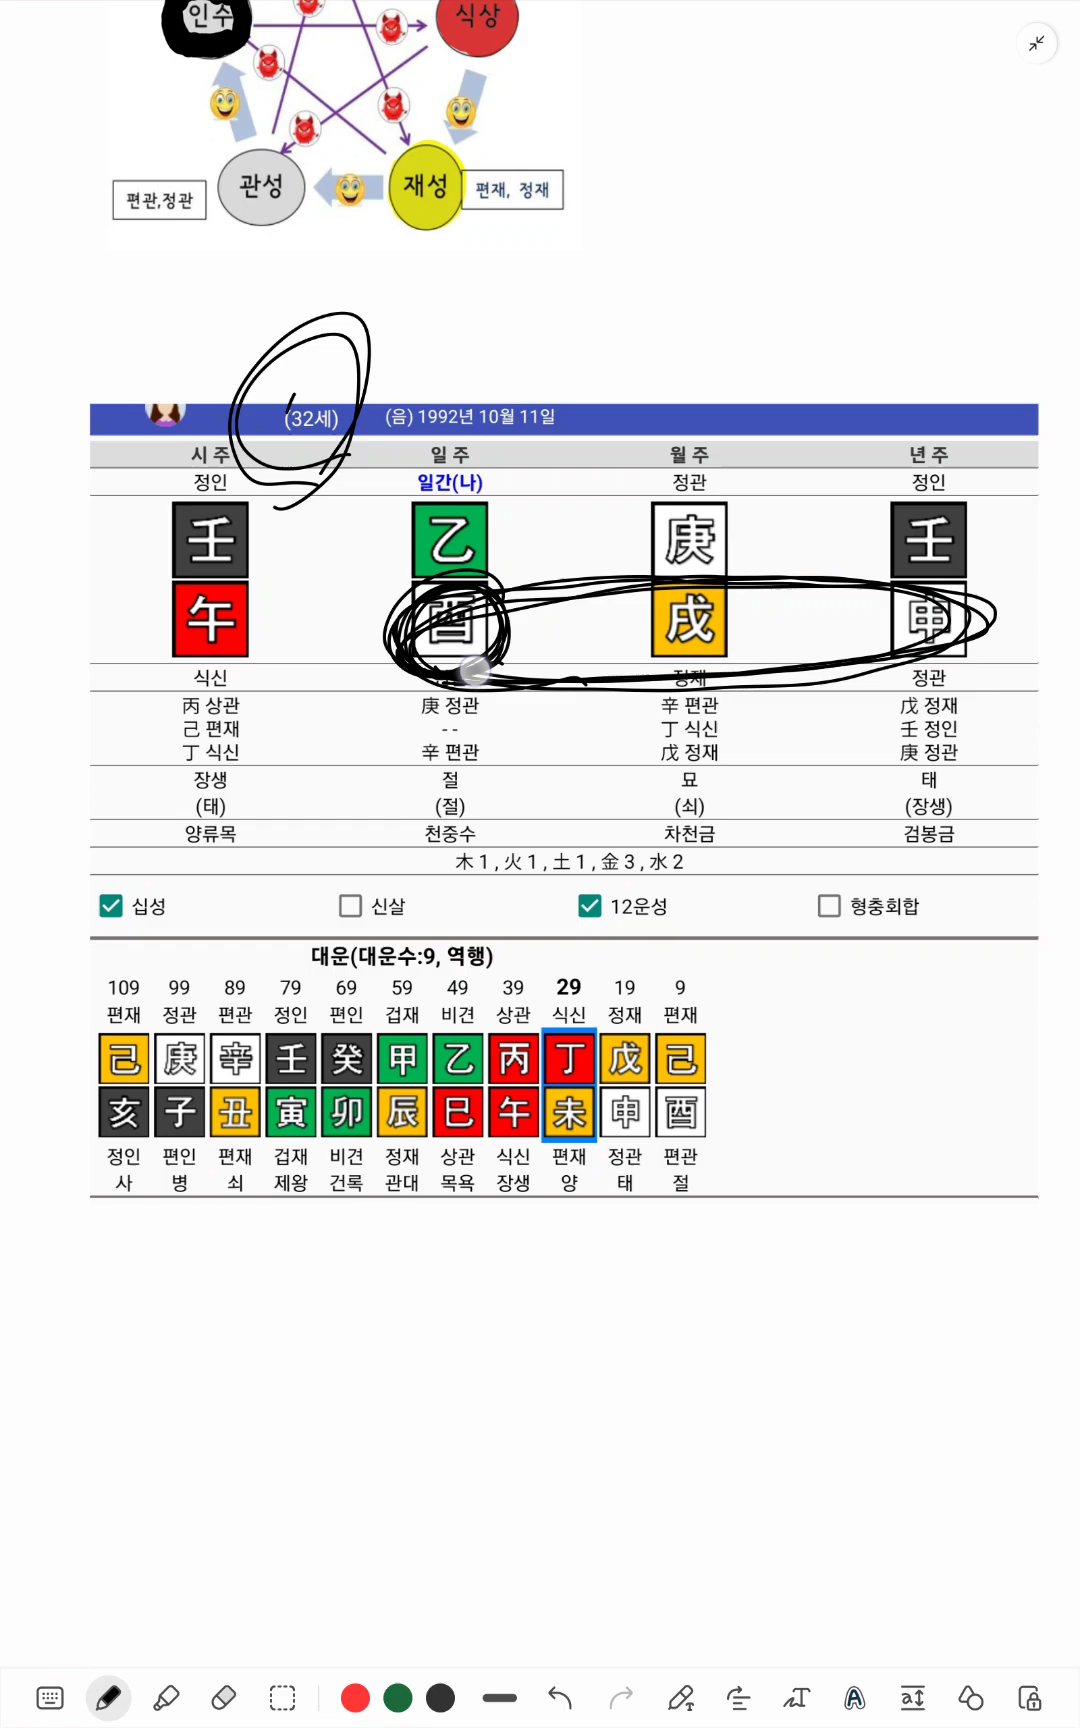 인수
식상
관성
재성
편관,정관
편재, 정재
(32세) (음) 1992년 10월 11일
시 주 일 주 월 주 년 주
정인 일간(나) 정관 정인
壬 乙 庚 壬
午 酉 戌 申
식신 정재 정관
丙 상관 庚 정관 辛 편관 戊 정재
己 편재 -- 丁 식신 壬 정인
丁 식신 辛 편관 戊 정재 庚 정관
장생 절 묘 태
(태) (절) (쇠) (장생)
양류목 천중수 차천금 검봉금
木 1 , 火 1 , 土 1 , 金 3 , 水 2
십성 신살 12운성 형충회합
대운(대운수:9, 역행)
109 99 89 79 69 59 49 39 29 19 9
편재 정관 편관 정인 편인 겁재 비견 상관 식신 정재 편재
己 庚 辛 壬 癸 甲 乙 丙 丁 戊 己
亥 子 丑 寅 卯 辰 巳 午 未 申 酉
정인 편인 편재 겁재 비견 정재 상관 식신 편재 정관 편관
사 병 쇠 제왕 건록 관대 목욕 장생 양 태 절